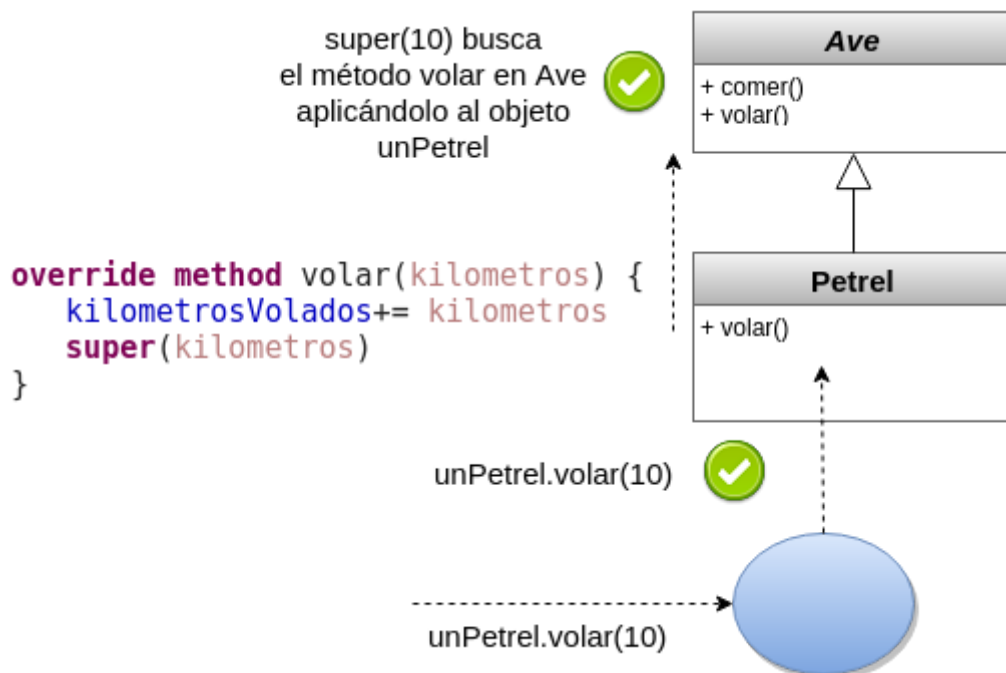 super(10) busca
el método volar en Ave
aplicándolo al objeto
unPetrel
Ave
+ comer()
+ volar()
override method volar(kilometros) {
kilometrosVolados+= kilometros
super(kilometros)
}
Petrel
+ volar()
unPetrel.volar(10)
unPetrel.volar(10)